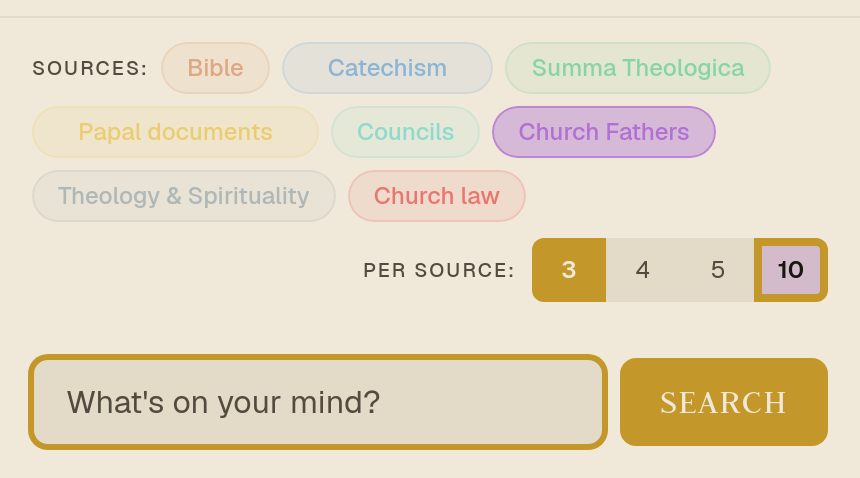 SOURCES: Bible Catechism Summa Theologica
Papal documents Councils Church Fathers
Theology & Spirituality Church law
PER SOURCE: 3 4 5 10
What's on your mind? SEARCH